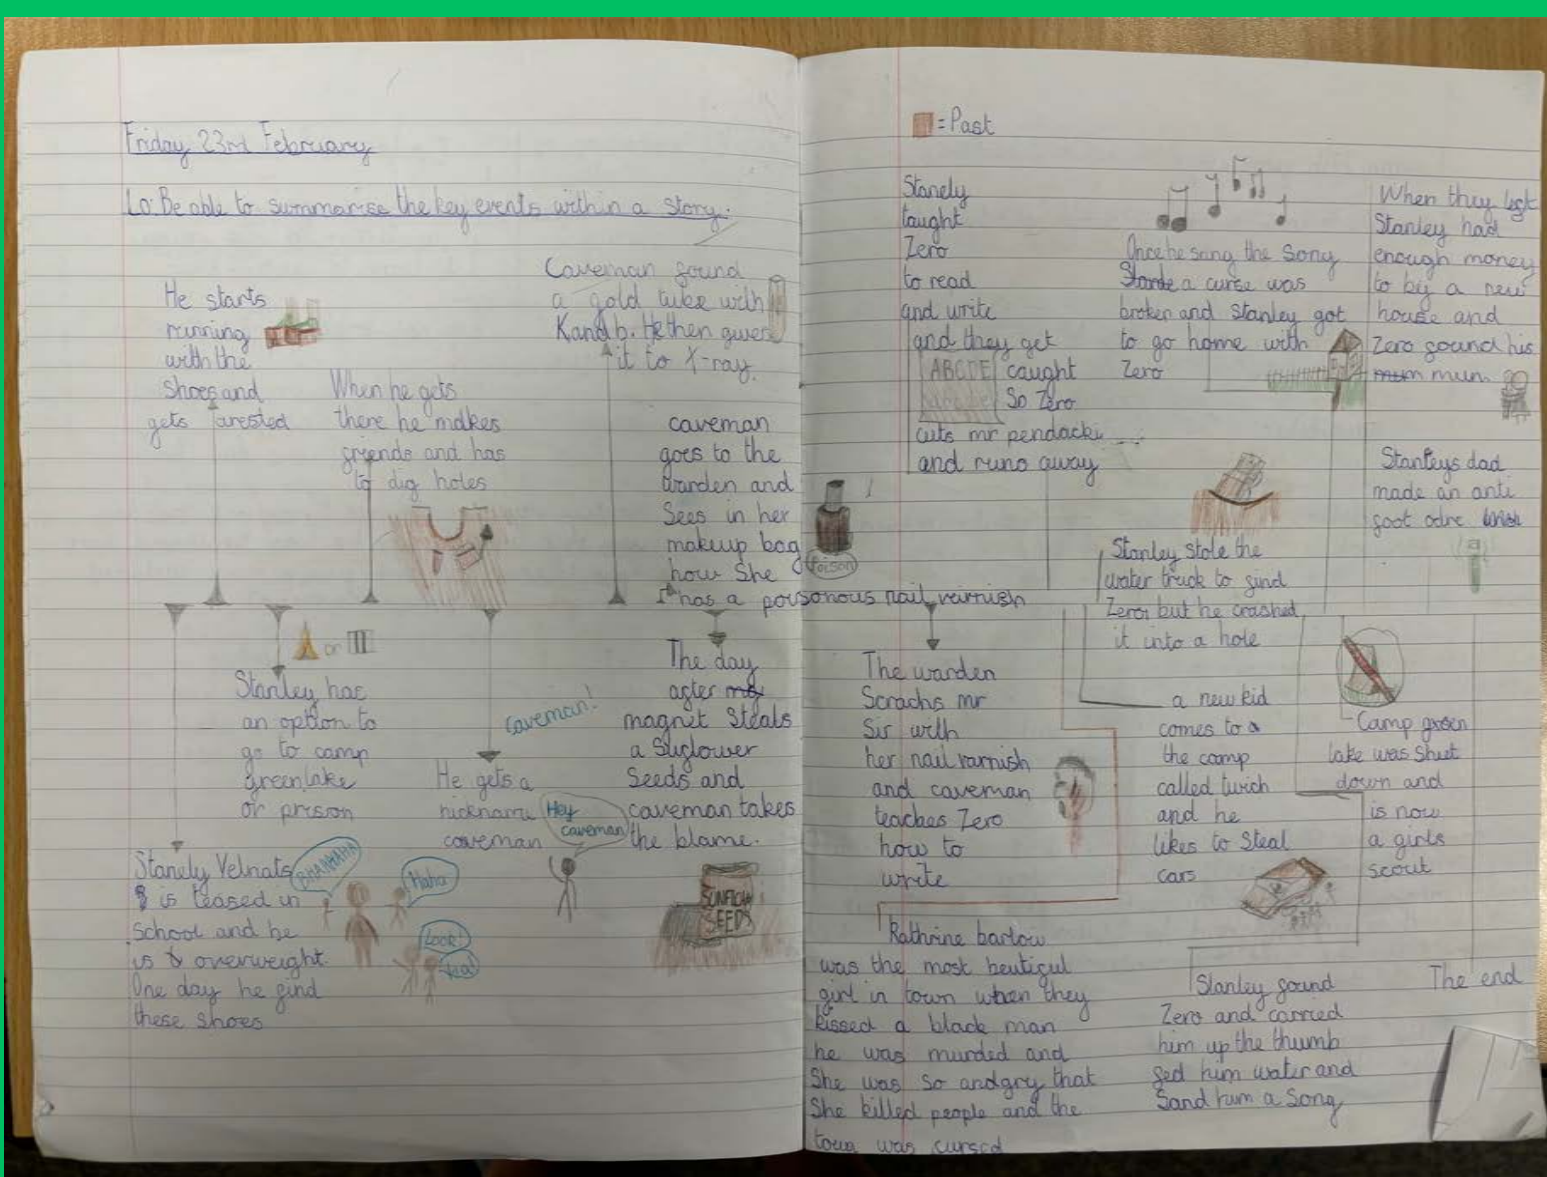 Friday 23rd February
Lo: Be able to summarise the key events within a story.
He starts
running
with the
shoes and
gets arested
When he gets
there he makes
friends and has
to dig holes
Caveman found
a gold tube with
K and b. He then gives
it to X-ray.
caveman
goes to the
Warden and
Sees in her
makeup bag
how She
has a poisonous nail varnish
Poison
or
Stanley has
an option to
go to camp
greenlake
or prison
caveman!
He gets a
nickname
caveman
Hey
caveman
The day
after
magnet Steals
a
Seeds and
caveman takes
the blame.
SUNFLOW
SEEDS
Stanely Yelnats
is teased in
School and he
is overweight.
One day he find
these shoes
BHAHAHAHA
Haha
Look!
=Past
Stanely
taught
Zero
to read
and write
and they get
caught
So Zero
cuts mr pendacki
and runs away
ABCDE
Once he sang the Song
a curse was
broken and Stanley got
to go home with
Zero
When they
Stanley had
enough money
to by a new
house and
Zero found his
mum mum.
Stanleys dad
made an anti
foot
Stanley stole the
water truck to find
Zero, but he crashed
it into a hole
The warden
Scrachs mr
Sir with
her nail varnish
and caveman
teaches Zero
how to
write
a new kid
comes to a
the camp
called twich
and he
likes to Steal
cars
Camp green
lake was Shut
down and
is now
a girls
scout
Kathrine barlow
was the most beutiful
girl in town when they
kissed a black man
he was murded and
She was So andgry that
She killed people and the
town was cursed
Stanley found
Zero and carried
him up the thumb
fed him water and
Sand him a Song
The end